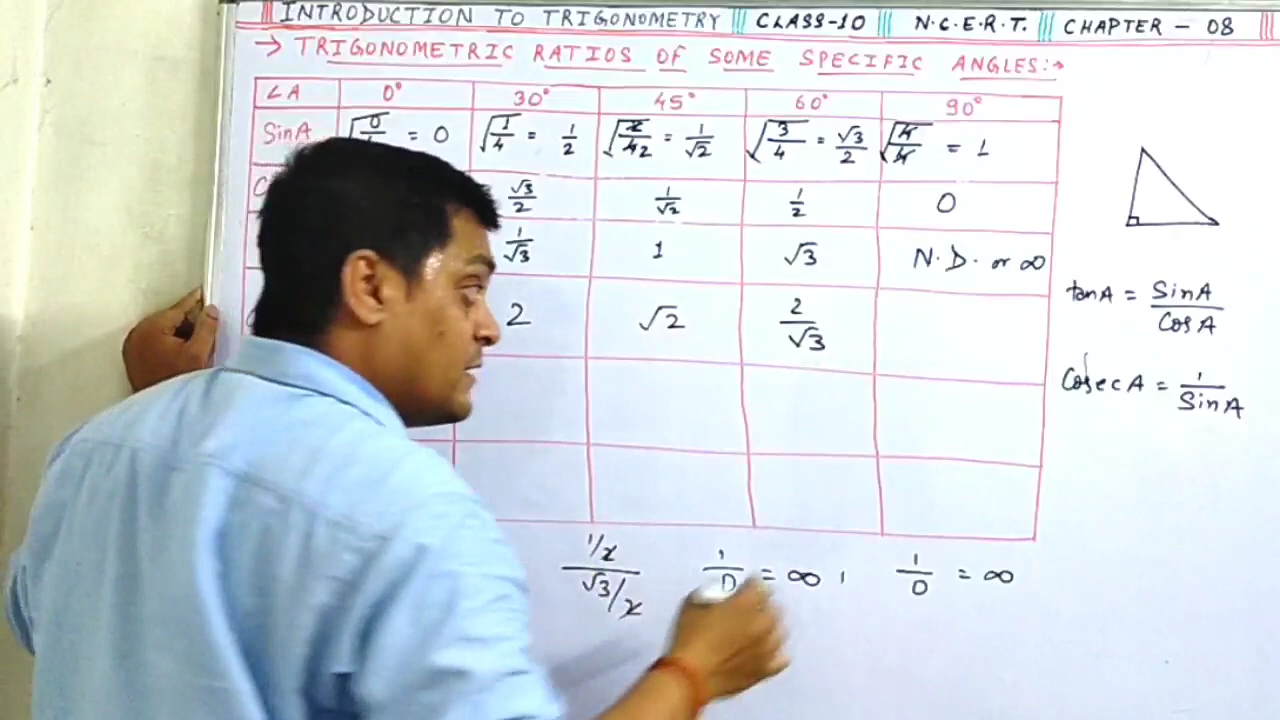 INTRODUCTION TO TRIGONOMETRY ||| CLASS-10 ||| N.C.E.R.T. ||| CHAPTER - 08
→ TRIGONOMETRIC RATIOS OF SOME SPECIFIC ANGLES:→
∠A 0° 30° 45° 60° 90°
SinA = 0 √1/4 = 1/2 √2/4 2 = 1/√2 √3/4 = √3/2 √4/4 = 1
C √3/2 1/√2 1/2 0
1/√3 1 √3 N.D. or ∞
2 √2 2/√3
tanA = SinA/CosA
CosecA = 1/SinA
1/2 / √3/2 1/0 = ∞ , 1/0 = ∞